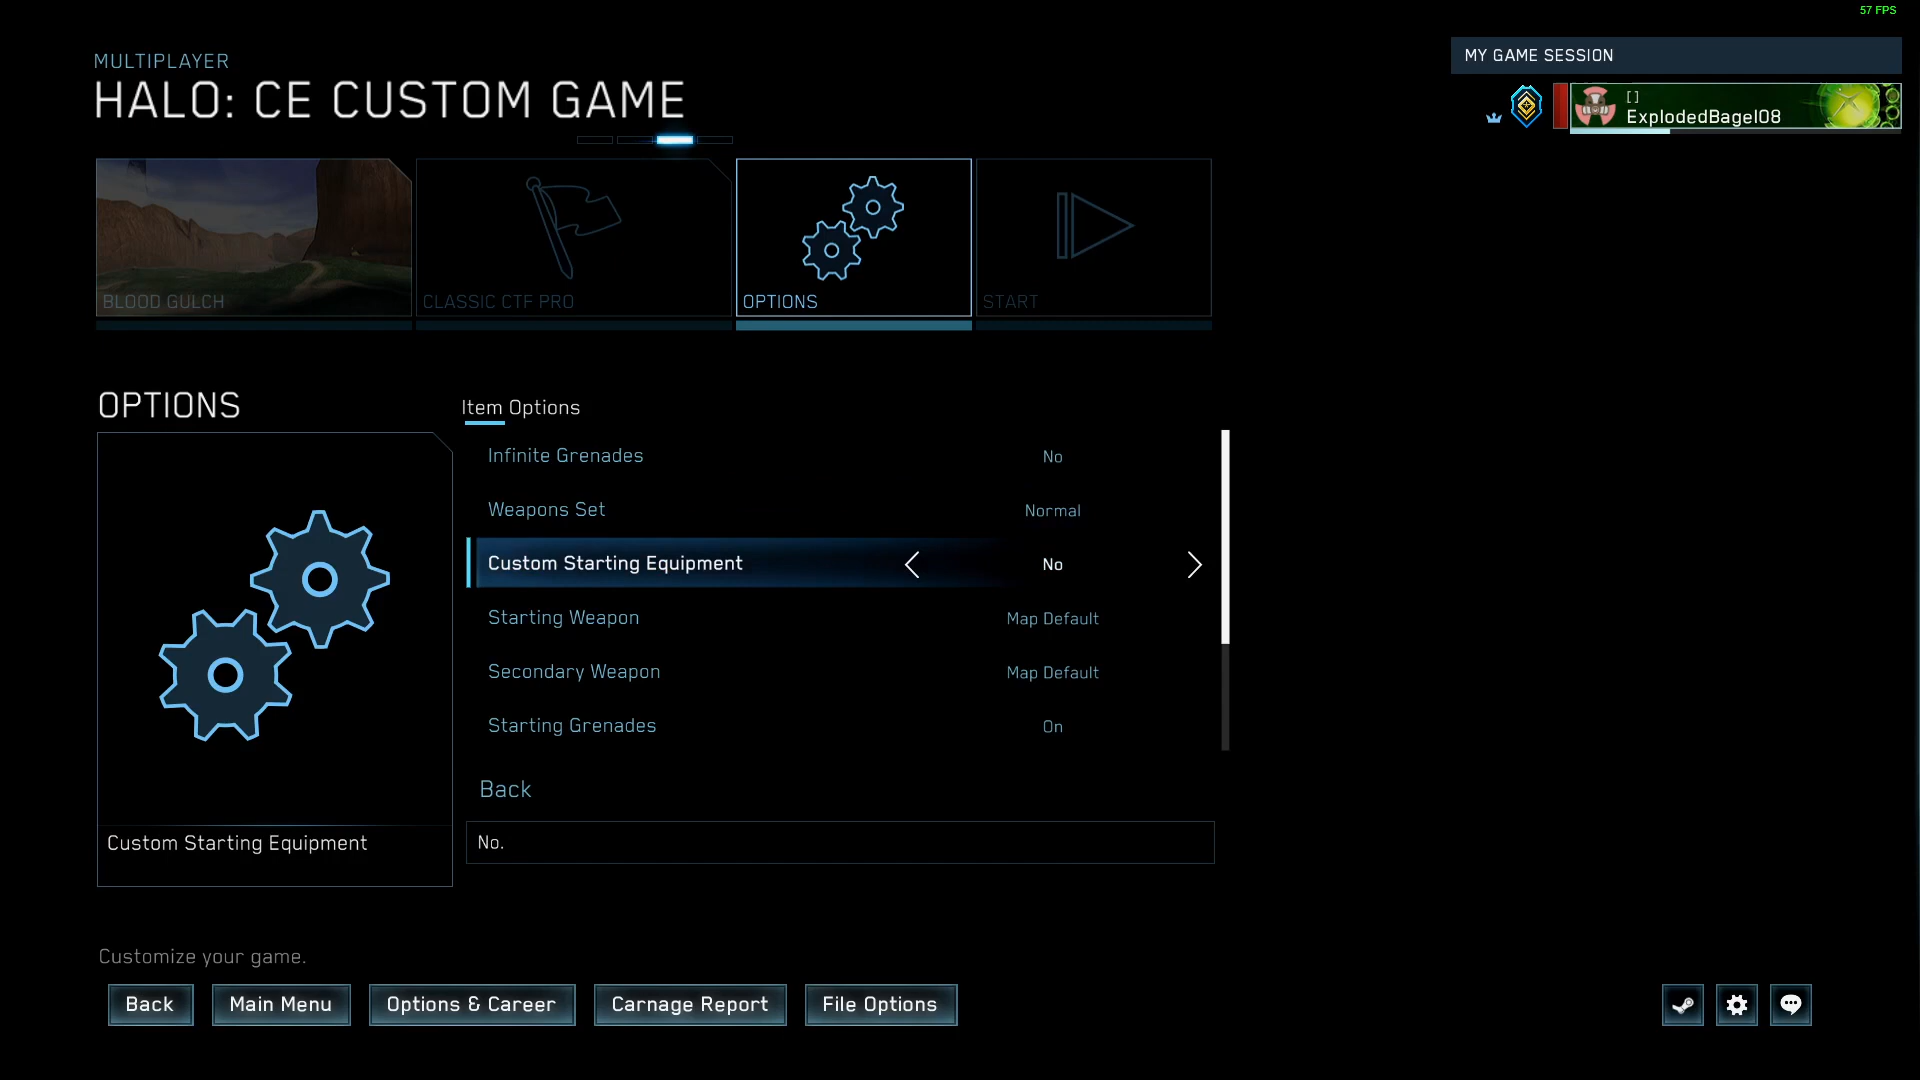 57 FPS
MULTIPLAYER
HALO: CE CUSTOM GAME
MY GAME SESSION
[]
ExplodedBagel08
BLOOD GULCH
CLASSIC CTF PRO
OPTIONS
START
OPTIONS
Item Options
Infinite Grenades No
Weapons Set Normal
Custom Starting Equipment No
Starting Weapon Map Default
Secondary Weapon Map Default
Starting Grenades On
Back
Custom Starting Equipment
No.
Customize your game.
Back Main Menu Options & Career Carnage Report File Options